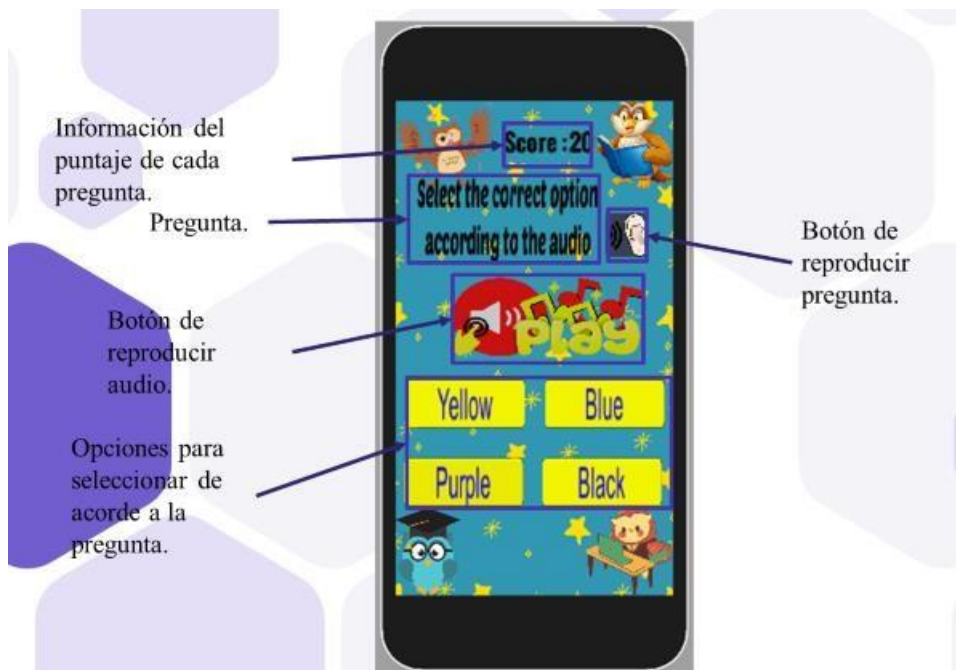 Información del
puntaje de cada
pregunta.
Pregunta.
Botón de
reproducir
audio.
Opciones para
seleccionar de
acorde a la
pregunta.
Score :20
Select the correct option
according to the audio
Play
Yellow
Blue
Purple
Black
Botón de
reproducir
pregunta.